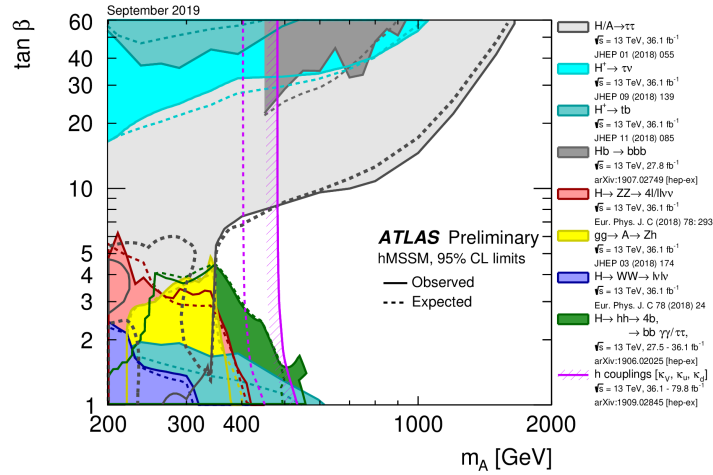 September 2019
tan β
60
50
40
30
20
10
5
4
3
2
1
200
300
400
1000
2000
m_A [GeV]
ATLAS Preliminary
hMSSM, 95% CL limits
Observed
Expected
H/A→ττ
√s = 13 TeV, 36.1 fb⁻¹
JHEP 01 (2018) 055
H⁺→ τν
√s = 13 TeV, 36.1 fb⁻¹
JHEP 09 (2018) 139
H⁺→ tb
√s = 13 TeV, 36.1 fb⁻¹
JHEP 11 (2018) 085
Hb → bbb
√s = 13 TeV, 27.8 fb⁻¹
arXiv:1907.02749 [hep-ex]
H→ ZZ→ 4l/llνν
√s = 13 TeV, 36.1 fb⁻¹
Eur. Phys. J. C (2018) 78: 293
gg→ A→ Zh
√s = 13 TeV, 36.1 fb⁻¹
JHEP 03 (2018) 174
H→ WW→ lνlν
√s = 13 TeV, 36.1 fb⁻¹
Eur. Phys. J. C 78 (2018) 24
H→ hh→ 4b,
→ bb γγ/ττ,
√s = 13 TeV, 27.5 - 36.1 fb⁻¹
arXiv:1906.02025 [hep-ex]
h couplings [κ_V, κ_u, κ_d]
√s = 13 TeV, 36.1 - 79.8 fb⁻¹
arXiv:1909.02845 [hep-ex]